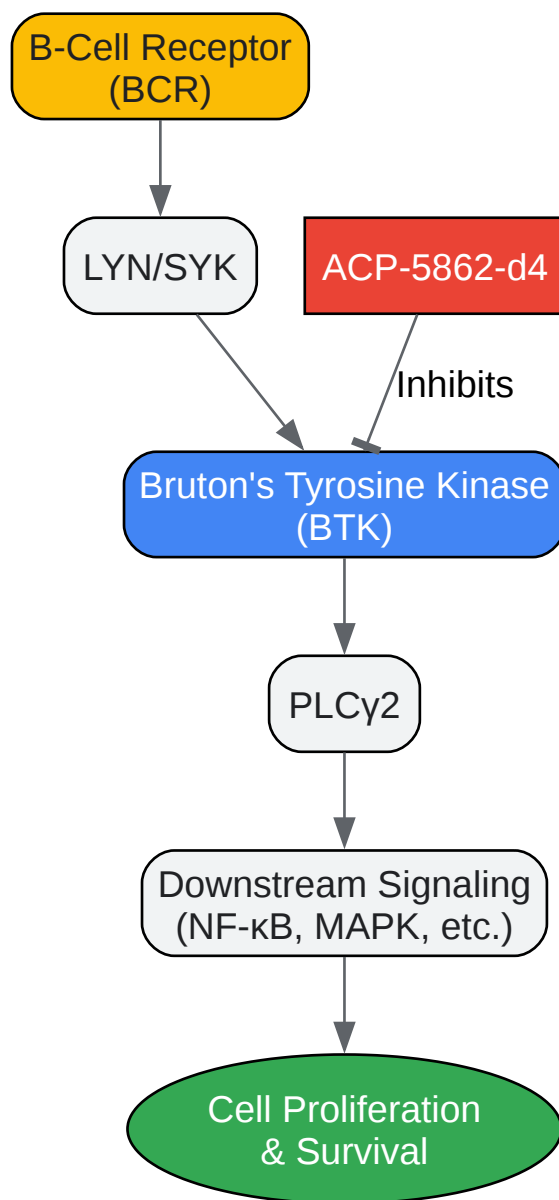 B-Cell Receptor
(BCR)
LYN/SYK
ACP-5862-d4
Inhibits
Bruton's Tyrosine Kinase
(BTK)
PLCγ2
Downstream Signaling
(NF-κB, MAPK, etc.)
Cell Proliferation
& Survival